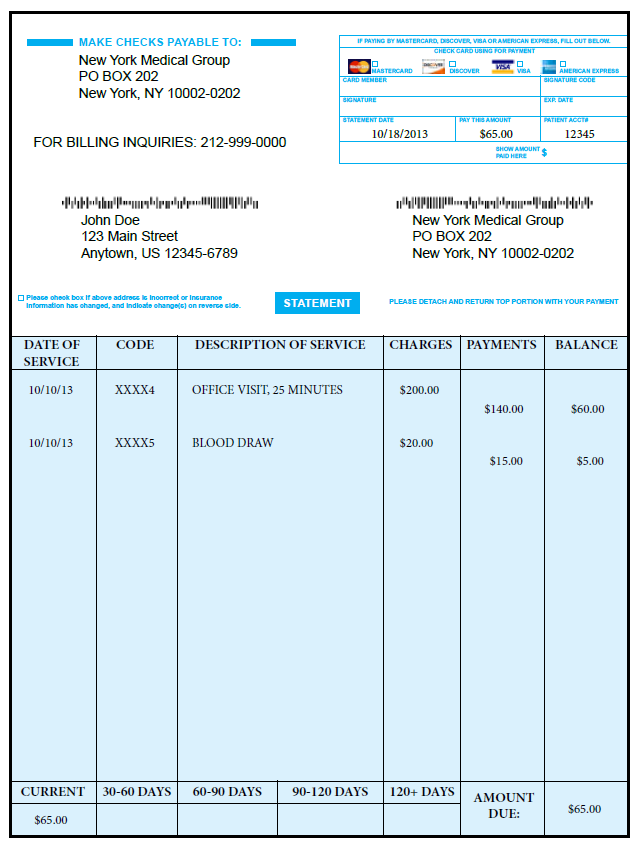 MAKE CHECKS PAYABLE TO:
New York Medical Group
PO BOX 202
New York, NY 10002-0202
FOR BILLING INQUIRIES: 212-999-0000
IF PAYING BY MASTERCARD, DISCOVER, VISA OR AMERICAN EXPRESS, FILL OUT BELOW.
CHECK CARD USING FOR PAYMENT
MASTERCARD DISCOVER VISA AMERICAN EXPRESS
CARD MEMBER SIGNATURE CODE
SIGNATURE EXP. DATE
STATEMENT DATE PAY THIS AMOUNT PATIENT ACCT#
10/18/2013 $65.00 12345
SHOW AMOUNT
PAID HERE $
John Doe
123 Main Street
Anytown, US 12345-6789
New York Medical Group
PO BOX 202
New York, NY 10002-0202
Please check box if above address is incorrect or insurance
information has changed, and indicate change(s) on reverse side.
STATEMENT
PLEASE DETACH AND RETURN TOP PORTION WITH YOUR PAYMENT
DATE OF SERVICE CODE DESCRIPTION OF SERVICE CHARGES PAYMENTS BALANCE
10/10/13 XXXX4 OFFICE VISIT, 25 MINUTES $200.00
$140.00 $60.00
10/10/13 XXXX5 BLOOD DRAW $20.00
$15.00 $5.00
CURRENT 30-60 DAYS 60-90 DAYS 90-120 DAYS 120+ DAYS AMOUNT DUE: $65.00
$65.00